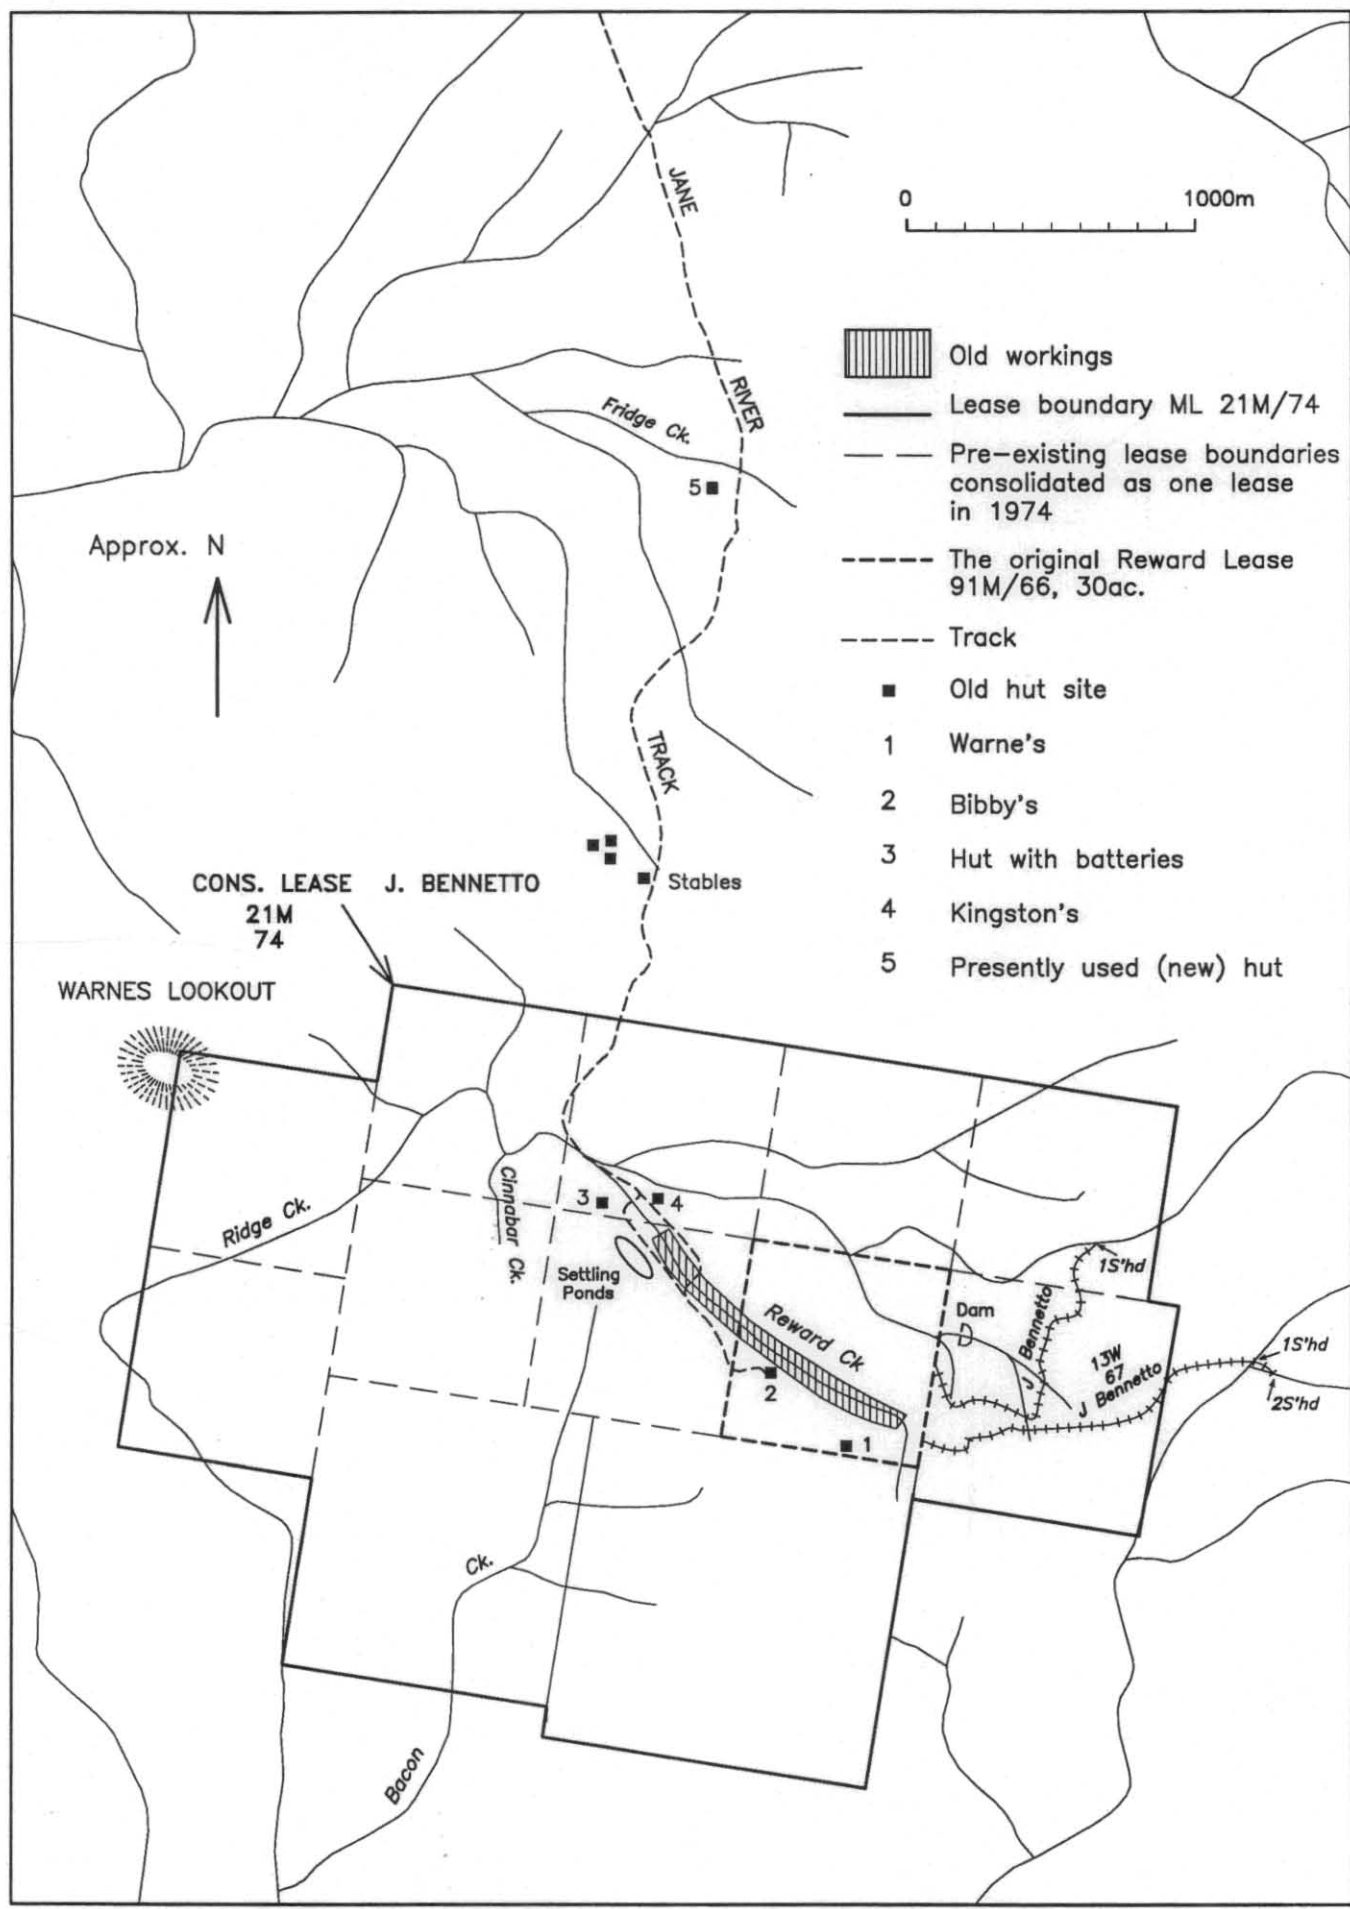 JANE
0 1000m
Old workings
Lease boundary ML 21M/74
RIVER
Fridge Ck.
Pre-existing lease boundaries
consolidated as one lease
in 1974
5
Approx. N
The original Reward Lease
91M/66, 30ac.
Track
Old hut site
TRACK
1 Warne's
2 Bibby's
3 Hut with batteries
CONS. LEASE J. BENNETTO
21M
74
Stables
4 Kingston's
5 Presently used (new) hut
WARNES LOOKOUT
Ridge Ck.
Cinnabar Ck.
3
4
Settling
Ponds
1S'hd
Reward Ck
Dam
J Bennetto
13W
67
J Bennetto
1S'hd
2S'hd
2
1
Ck.
Bacon